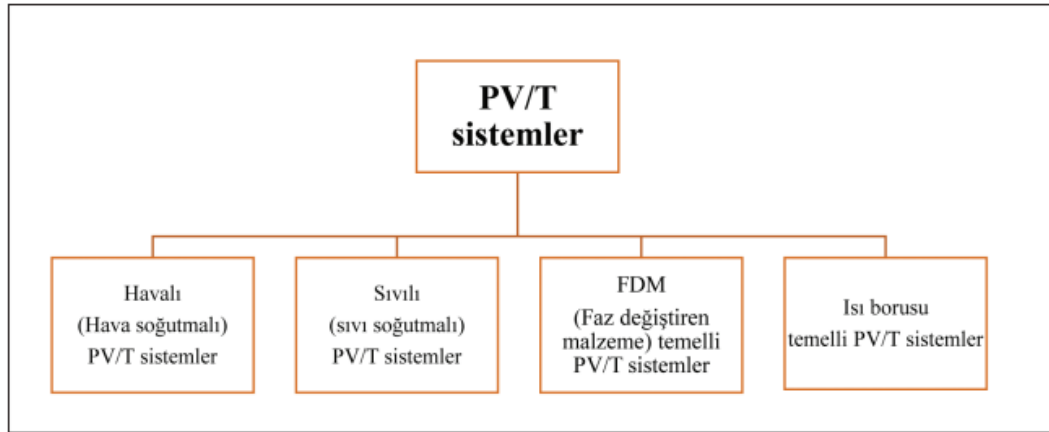 PV/T
sistemler
Havalı
(Hava soğutmalı)
PV/T sistemler
Sıvılı
(sıvı soğutmalı)
PV/T sistemler
FDM
(Faz değiştiren
malzeme) temelli
PV/T sistemler
Isı borusu
temelli PV/T sistemler